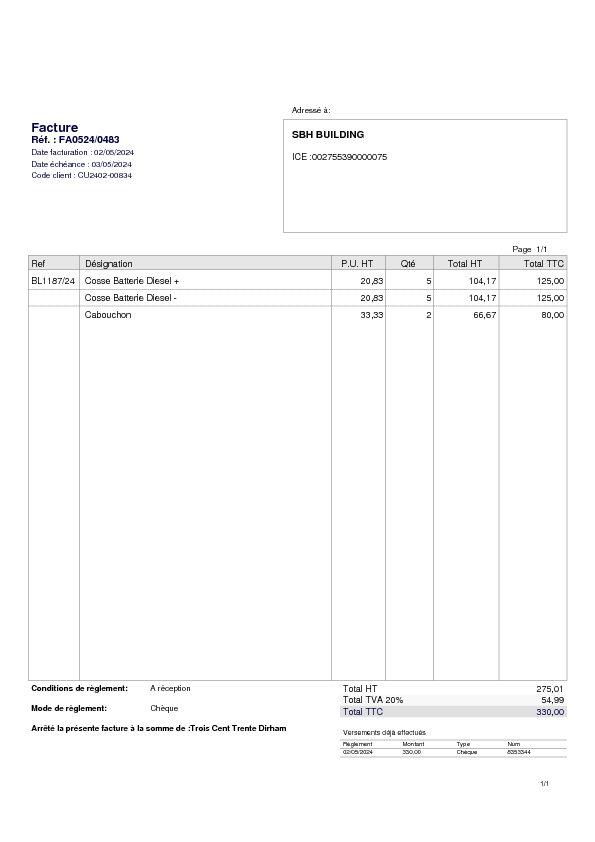 Adressé à:
Facture
Réf. : FA0524/0483
Date facturation : 02/05/2024
Date échéance : 03/05/2024
Code client : CU2402-00834
SBH BUILDING
ICE :002755390000075
Page 1/1
Ref Désignation P.U. HT Qté Total HT Total TTC
BL1187/24 Cosse Batterie Diesel + 20,83 5 104,17 125,00
Cosse Batterie Diesel - 20,83 5 104,17 125,00
Cabouchon 33,33 2 66,67 80,00
Conditions de règlement: A réception
Mode de règlement: Chèque
Arrêté la présente facture à la somme de :Trois Cent Trente Dirham
Total HT 275,01
Total TVA 20% 54,99
Total TTC 330,00
Versements déjà effectués
Règlement Montant Type Num
02/05/2024 330,00 Chèque 8353344
1/1